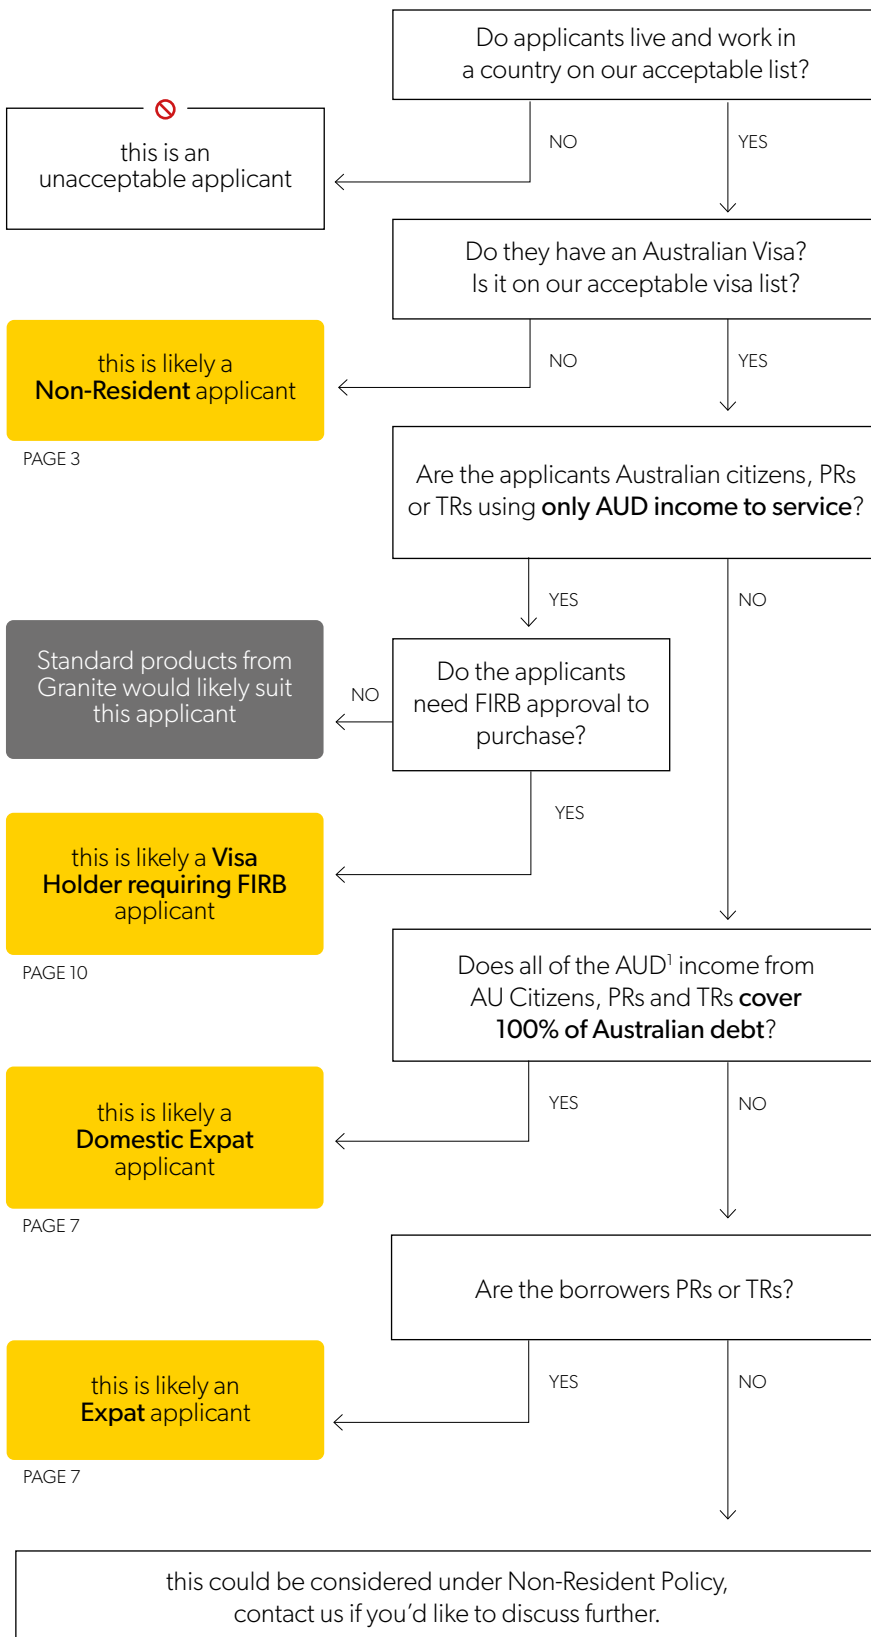 Do applicants live and work in
a country on our acceptable list?
NO
YES
this is an
unacceptable applicant
Do they have an Australian Visa?
Is it on our acceptable visa list?
NO
YES
this is likely a
Non-Resident applicant
PAGE 3
Are the applicants Australian citizens, PRs
or TRs using only AUD income to service?
YES
NO
Standard products from
Granite would likely suit
this applicant
NO
Do the applicants
need FIRB approval to
purchase?
YES
this is likely a Visa
Holder requiring FIRB
applicant
PAGE 10
Does all of the AUD¹ income from
AU Citizens, PRs and TRs cover
100% of Australian debt?
YES
NO
this is likely a
Domestic Expat
applicant
PAGE 7
Are the borrowers PRs or TRs?
YES
NO
this is likely an
Expat applicant
PAGE 7
this could be considered under Non-Resident Policy,
contact us if you’d like to discuss further.